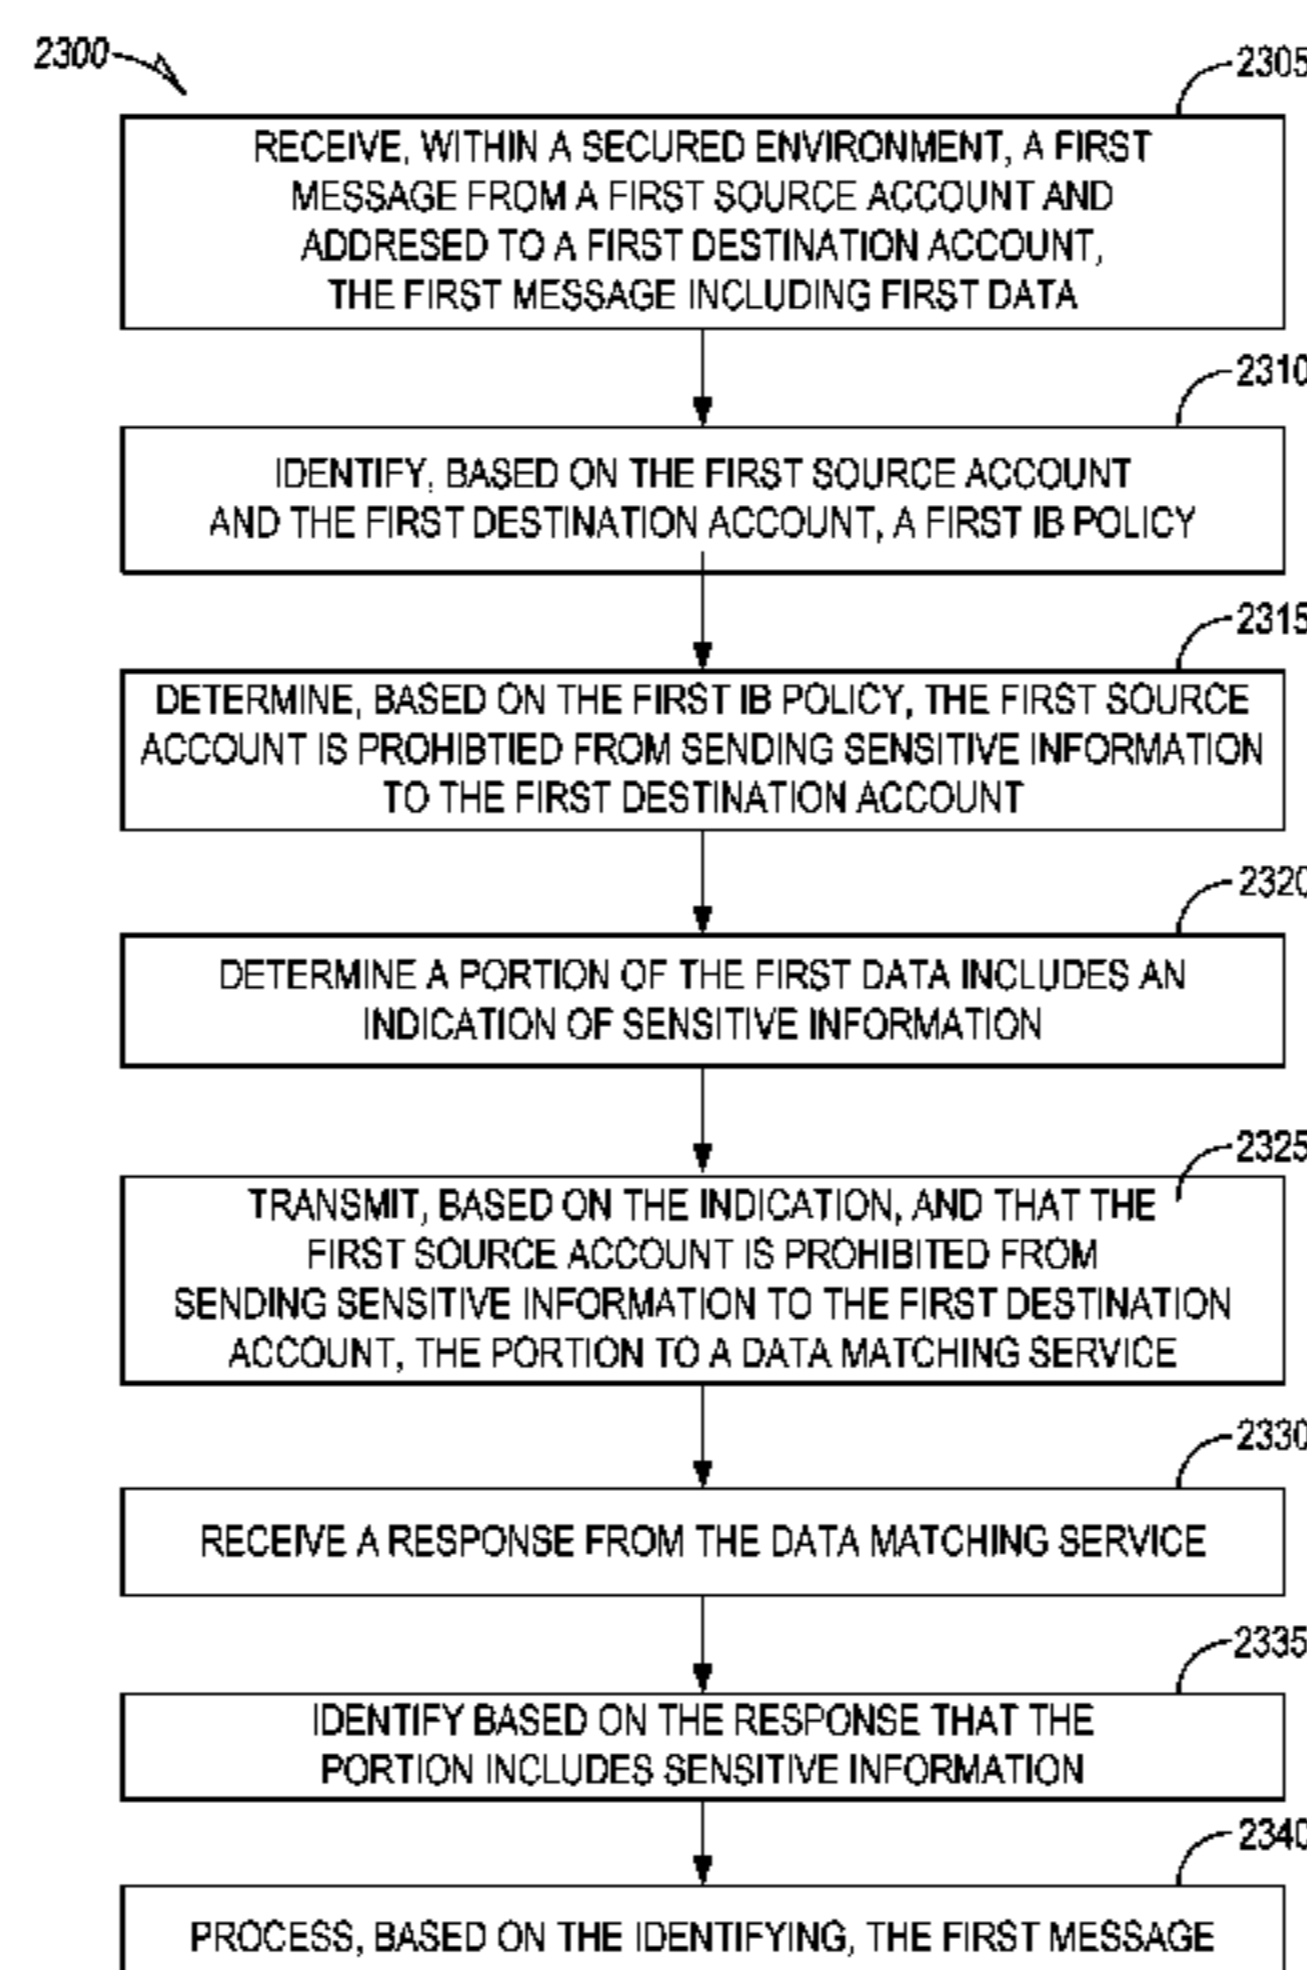 2300
2305
RECEIVE, WITHIN A SECURED ENVIRONMENT, A FIRST
MESSAGE FROM A FIRST SOURCE ACCOUNT AND
ADDRESED TO A FIRST DESTINATION ACCOUNT,
THE FIRST MESSAGE INCLUDING FIRST DATA
2310
IDENTIFY, BASED ON THE FIRST SOURCE ACCOUNT
AND THE FIRST DESTINATION ACCOUNT, A FIRST IB POLICY
2315
DETERMINE, BASED ON THE FIRST IB POLICY, THE FIRST SOURCE
ACCOUNT IS PROHIBTIED FROM SENDING SENSITIVE INFORMATION
TO THE FIRST DESTINATION ACCOUNT
2320
DETERMINE A PORTION OF THE FIRST DATA INCLUDES AN
INDICATION OF SENSITIVE INFORMATION
2325
TRANSMIT, BASED ON THE INDICATION, AND THAT THE
FIRST SOURCE ACCOUNT IS PROHIBITED FROM
SENDING SENSITIVE INFORMATION TO THE FIRST DESTINATION
ACCOUNT, THE PORTION TO A DATA MATCHING SERVICE
2330
RECEIVE A RESPONSE FROM THE DATA MATCHING SERVICE
2335
IDENTIFY BASED ON THE RESPONSE THAT THE
PORTION INCLUDES SENSITIVE INFORMATION
2340
PROCESS, BASED ON THE IDENTIFYING, THE FIRST MESSAGE